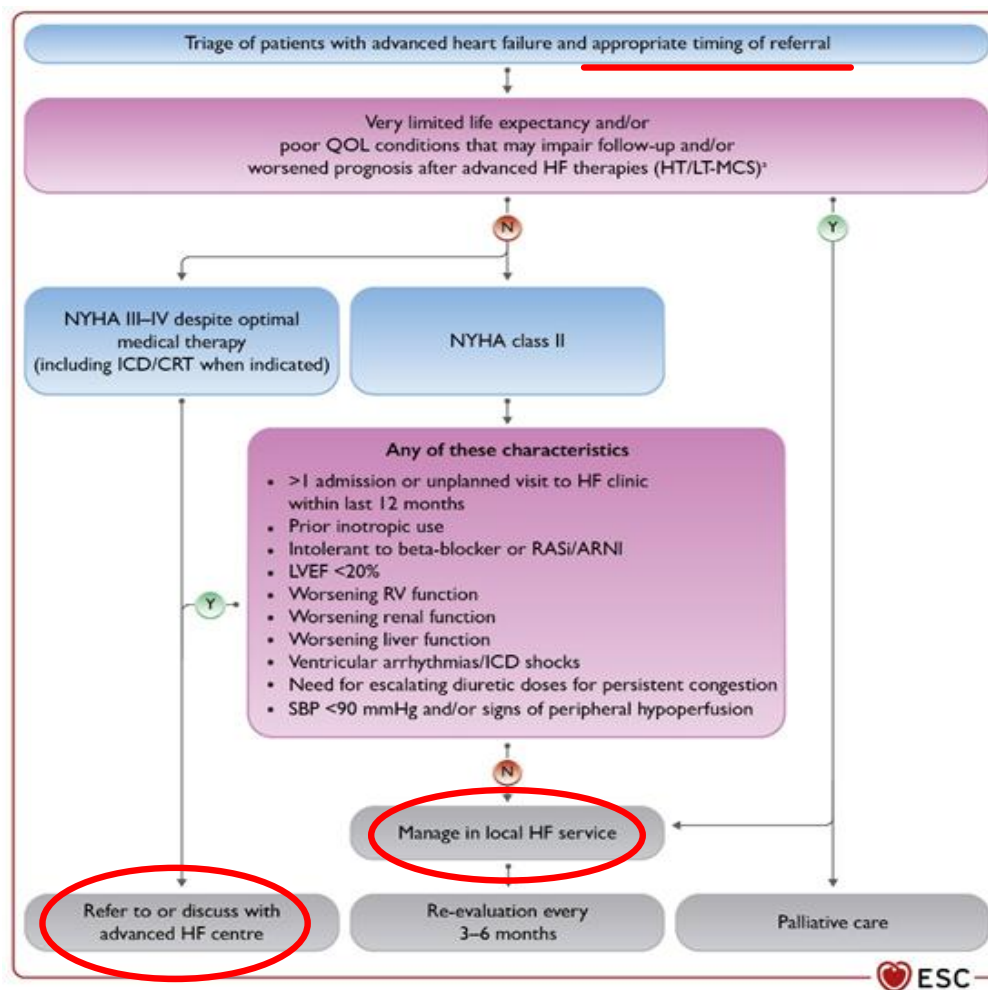 Triage of patients with advanced heart failure and appropriate timing of referral
Very limited life expectancy and/or
poor QOL conditions that may impair follow-up and/or
worsened prognosis after advanced HF therapies (HT/LT-MCS)ᵃ
N
Y
NYHA III–IV despite optimal
medical therapy
(including ICD/CRT when indicated)
NYHA class II
Any of these characteristics
• >1 admission or unplanned visit to HF clinic
within last 12 months
• Prior inotropic use
• Intolerant to beta-blocker or RASi/ARNI
• LVEF <20%
• Worsening RV function
• Worsening renal function
• Worsening liver function
• Ventricular arrhythmias/ICD shocks
• Need for escalating diuretic doses for persistent congestion
• SBP <90 mmHg and/or signs of peripheral hypoperfusion
Y
N
Manage in local HF service
Refer to or discuss with
advanced HF centre
Re-evaluation every
3–6 months
Palliative care
ESC